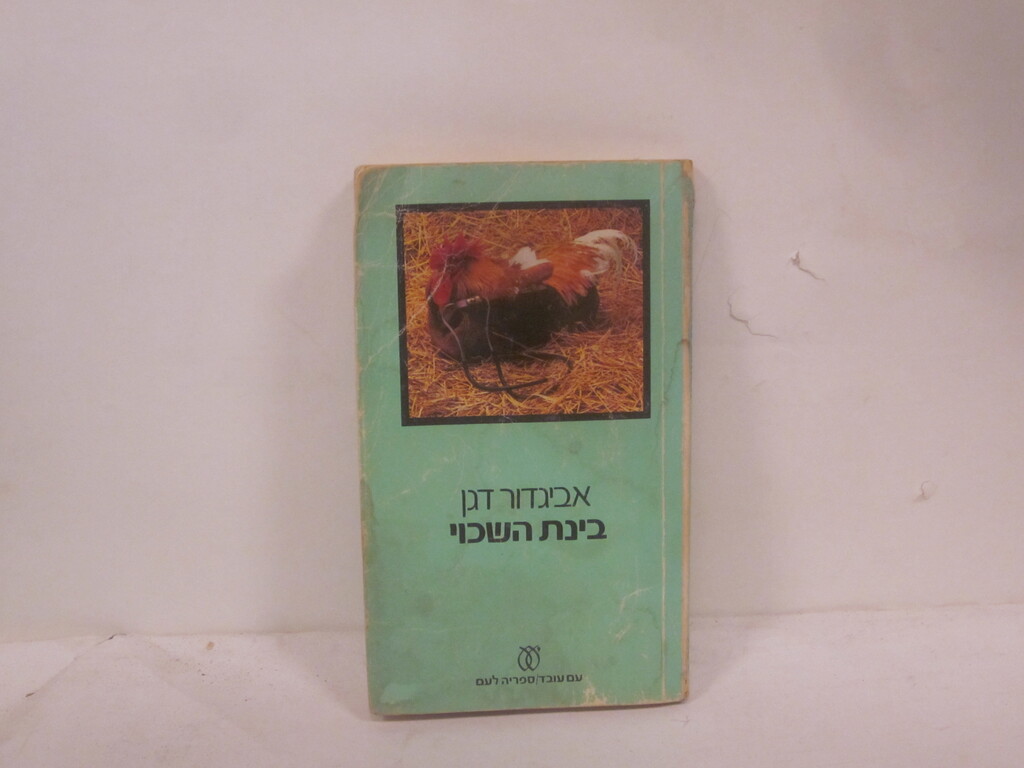 אביגדור דגן
בינת השכוי
עם עובד/ספריה לעם